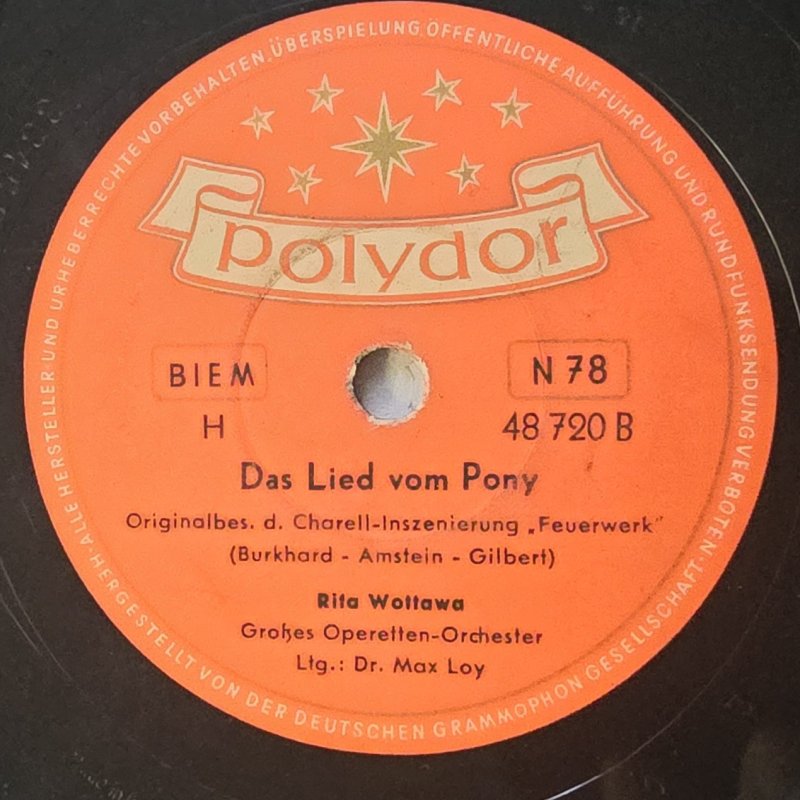 ALLE HERSTELLER UND URHEBERRECHTE VORBEHALTEN. ÜBERSPIELUNG, ÖFFENTLICHE AUFFÜHRUNG UND RUNDFUNKSENDUNG VERBOTEN.
polydor
BIEM N 78
H 48 720 B
Das Lied vom Pony
Originalbes. d. Charell-Inszenierung „Feuerwerk"
(Burkhard - Amstein - Gilbert)
Rita Wottawa
Großes Operetten-Orchester
Ltg.: Dr. Max Loy
HERGESTELLT VON DER DEUTSCHEN GRAMMOPHON GESELLSCHAFT